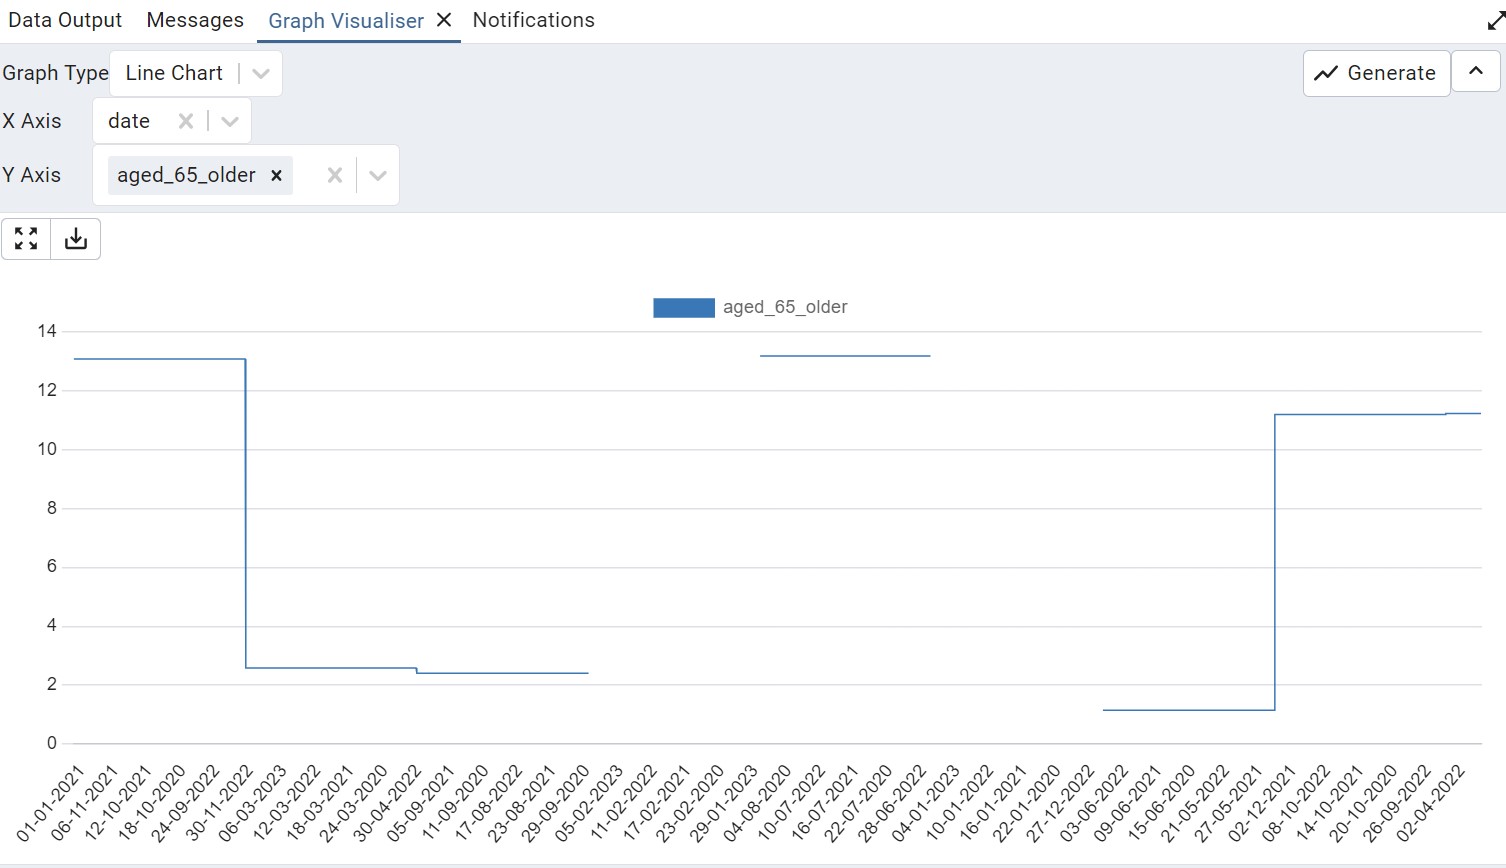 Data Output Messages Graph Visualiser Notifications
Graph Type Line Chart Generate
X Axis date
Y Axis aged_65_older
aged_65_older
14
12
10
8
6
4
2
0
01-01-2021 06-11-2021 12-10-2021 18-10-2020 24-09-2022 30-11-2022 06-03-2023 12-03-2022 18-03-2021 24-03-2020 30-04-2022 05-09-2021 11-09-2020 17-08-2022 23-08-2021 29-09-2020 05-02-2023 11-02-2022 17-02-2021 23-02-2020 29-01-2023 04-08-2020 10-07-2022 16-07-2021 22-07-2020 28-06-2022 04-01-2023 10-01-2022 16-01-2021 22-01-2020 27-12-2022 03-06-2022 09-06-2021 15-06-2020 21-05-2022 27-05-2021 02-12-2021 08-10-2022 14-10-2021 20-10-2020 26-09-2022 02-04-2022